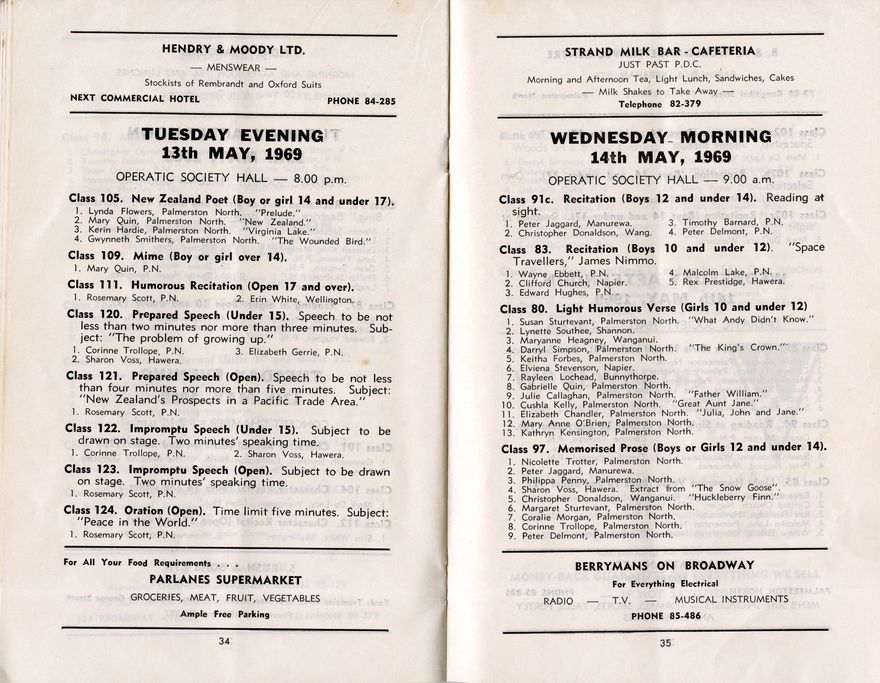 HENDRY & MOODY LTD.
— MENSWEAR —
Stockists of Rembrandt and Oxford Suits
NEXT COMMERCIAL HOTEL PHONE 84-285
TUESDAY EVENING
13th MAY, 1969
OPERATIC SOCIETY HALL — 8.00 p.m.
Class 105. New Zealand Poet (Boy or girl 14 and under 17).
1. Lynda Flowers, Palmerston North. "Prelude."
2. Mary Quin, Palmerston North. "New Zealand."
3. Kerin Hardie, Palmerston North. "Virginia Lake."
4. Gwynneth Smithers, Palmerston North. "The Wounded Bird."
Class 109. Mime (Boy or girl over 14).
1. Mary Quin, P.N.
Class 111. Humorous Recitation (Open 17 and over).
1. Rosemary Scott, P.N. 2. Erin White, Wellington.
Class 120. Prepared Speech (Under 15). Speech to be not
less than two minutes nor more than three minutes. Sub-
ject: "The problem of growing up."
1. Corinne Trollope, P.N. 3. Elizabeth Gerrie, P.N.
2. Sharon Voss, Hawera.
Class 121. Prepared Speech (Open). Speech to be not less
than four minutes nor more than five minutes. Subject:
"New Zealand's Prospects in a Pacific Trade Area."
1. Rosemary Scott, P.N.
Class 122. Impromptu Speech (Under 15). Subject to be
drawn on stage. Two minutes' speaking time.
1. Corinne Trollope, P.N. 2. Sharon Voss, Hawera.
Class 123. Impromptu Speech (Open). Subject to be drawn
on stage. Two minutes' speaking time.
1. Rosemary Scott, P.N.
Class 124. Oration (Open). Time limit five minutes. Subject:
"Peace in the World."
1. Rosemary Scott, P.N.
For All Your Food Requirements . . .
PARLANES SUPERMARKET
GROCERIES, MEAT, FRUIT, VEGETABLES
Ample Free Parking
34
STRAND MILK BAR - CAFETERIA
JUST PAST P.D.C.
Morning and Afternoon Tea, Light Lunch, Sandwiches, Cakes
— Milk Shakes to Take Away —
Telephone 82-379
WEDNESDAY MORNING
14th MAY, 1969
OPERATIC SOCIETY HALL — 9.00 a.m.
Class 91c. Recitation (Boys 12 and under 14). Reading at
sight.
1. Peter Jaggard, Manurewa. 3. Timothy Barnard, P.N.
2. Christopher Donaldson, Wang. 4. Peter Delmont, P.N.
Class 83. Recitation (Boys 10 and under 12). "Space
Travellers," James Nimmo.
1. Wayne Ebbett, P.N. 4. Malcolm Lake, P.N.
2. Clifford Church, Napier. 5. Rex Prestidge, Hawera.
3. Edward Hughes, P.N.
Class 80. Light Humorous Verse (Girls 10 and under 12)
1. Susan Sturtevant, Palmerston North. "What Andy Didn't Know."
2. Lynette Southee, Shannon.
3. Maryanne Heagney, Wanganui.
4. Darryl Simpson, Palmerston North. "The King's Crown."
5. Keitha Forbes, Palmerston North.
6. Elviena Stevenson, Napier.
7. Rayleen Lochead, Bunnythorpe.
8. Gabrielle Quin, Palmerston North.
9. Julie Callaghan, Palmerston North. "Father William."
10. Cushla Kelly, Palmerston North. "Great Aunt Jane."
11. Elizabeth Chandler, Palmerston North. "Julia, John and Jane."
12. Mary Anne O'Brien, Palmerston North.
13. Kathryn Kensington, Palmerston North.
Class 97. Memorised Prose (Boys or Girls 12 and under 14).
1. Nicolette Trotter, Palmerston North.
2. Peter Jaggard, Manurewa.
3. Philippa Penny, Palmerston North.
4. Sharon Voss, Hawera. Extract from "The Snow Goose".
5. Christopher Donaldson, Wanganui. "Huckleberry Finn."
6. Margaret Sturtevant, Palmerston North.
7. Coralie Morgan, Palmerston North.
8. Corinne Trollope, Palmerston North.
9. Peter Delmont, Palmerston North.
BERRYMANS ON BROADWAY
For Everything Electrical
RADIO — T.V. — MUSICAL INSTRUMENTS
PHONE 85-486
35